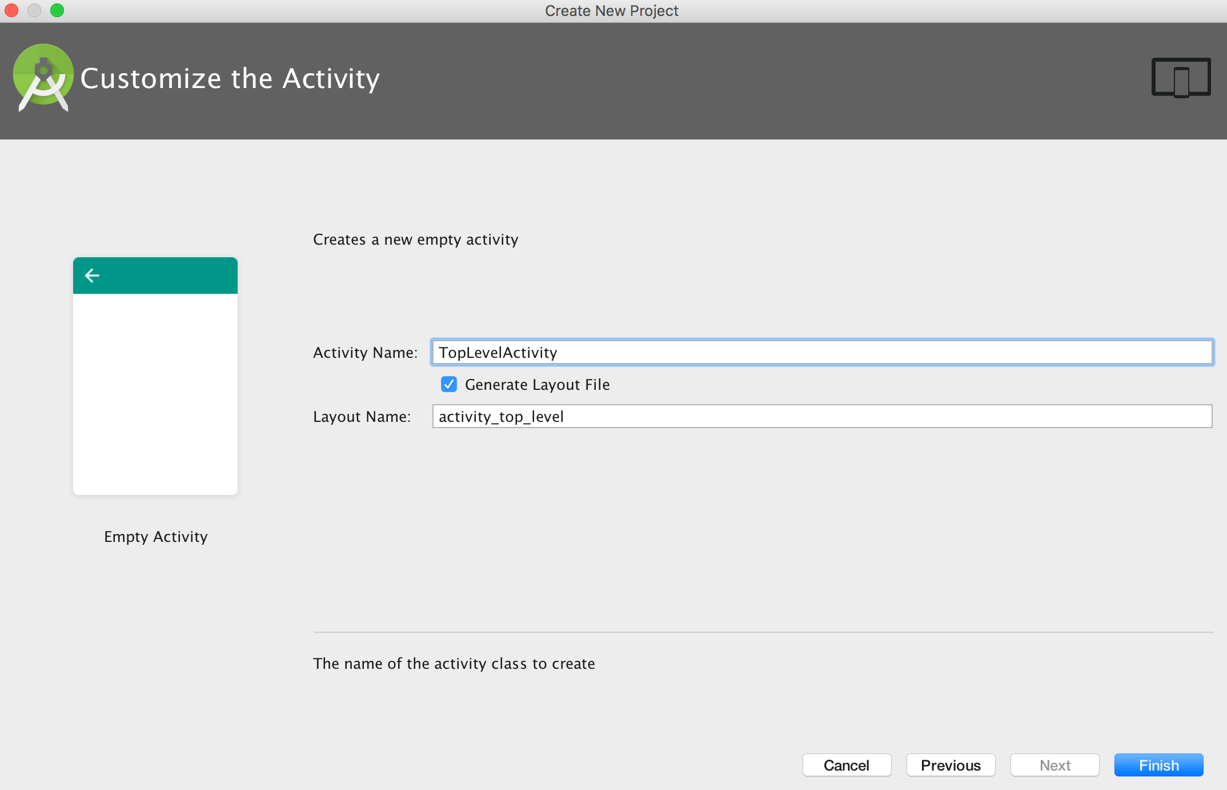 Create New Project
Customize the Activity
Creates a new empty activity
Activity Name: TopLevelActivity
Generate Layout File
Layout Name: activity_top_level
Empty Activity
The name of the activity class to create
Cancel Previous Next Finish